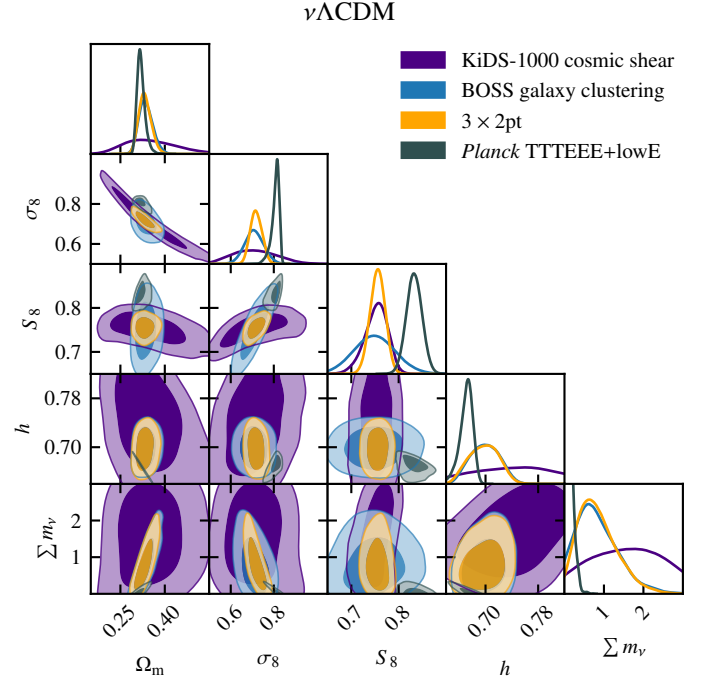 νΛCDM
KiDS-1000 cosmic shear
BOSS galaxy clustering
3 × 2pt
Planck TTTEEE+lowE
σ8
0.8
0.6
S8
0.8
0.7
h
0.78
0.70
∑ mν
2
1
0.25
0.40
0.6
0.8
0.7
0.8
0.70
0.78
1
2
Ωm
σ8
S8
h
∑ mν